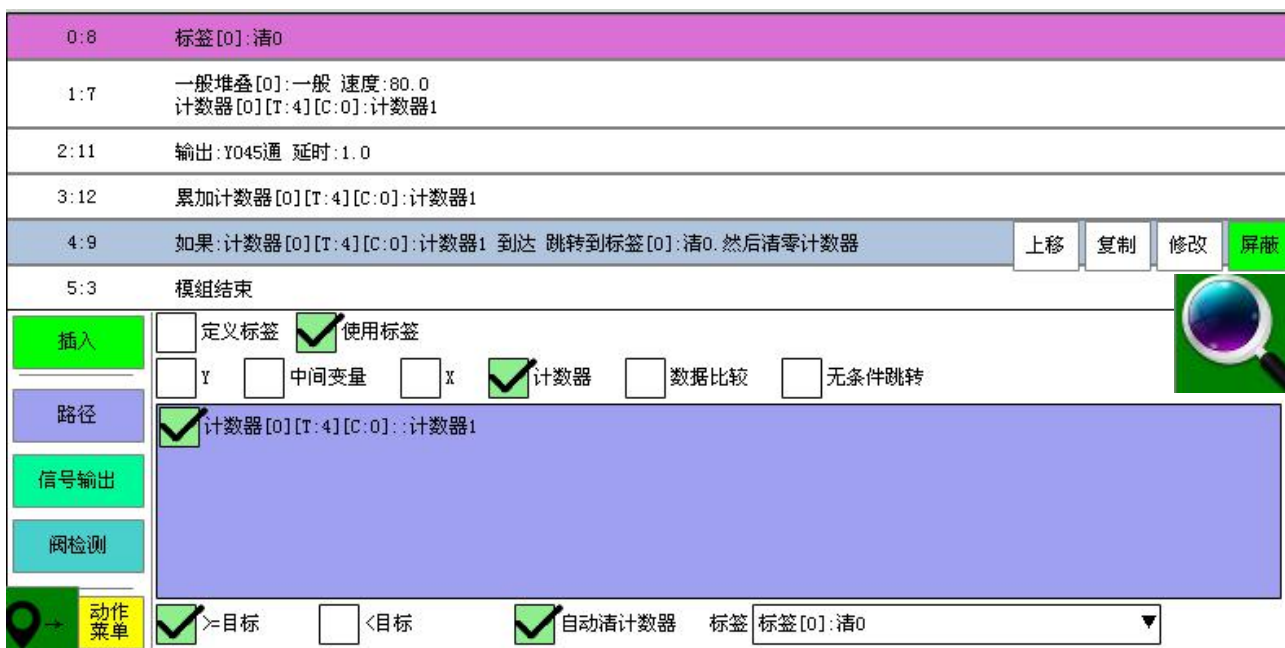 0:8 标签[0]:清0
1:7 一般堆叠[0]:一般 速度:80.0
计数器[0][T:4][C:0]:计数器1
2:11 输出:Y045通 延时:1.0
3:12 累加计数器[0][T:4][C:0]:计数器1
4:9 如果:计数器[0][T:4][C:0]:计数器1 到达 跳转到标签[0]:清0.然后清零计数器 上移 复制 修改 屏蔽
5:3 模组结束
插入 定义标签 使用标签
Y 中间变量 X 计数器 数据比较 无条件跳转
路径 计数器[0][T:4][C:0]::计数器1
信号输出
阀检测
动作
菜单
>=目标 <目标 自动清计数器 标签 标签[0]:清0